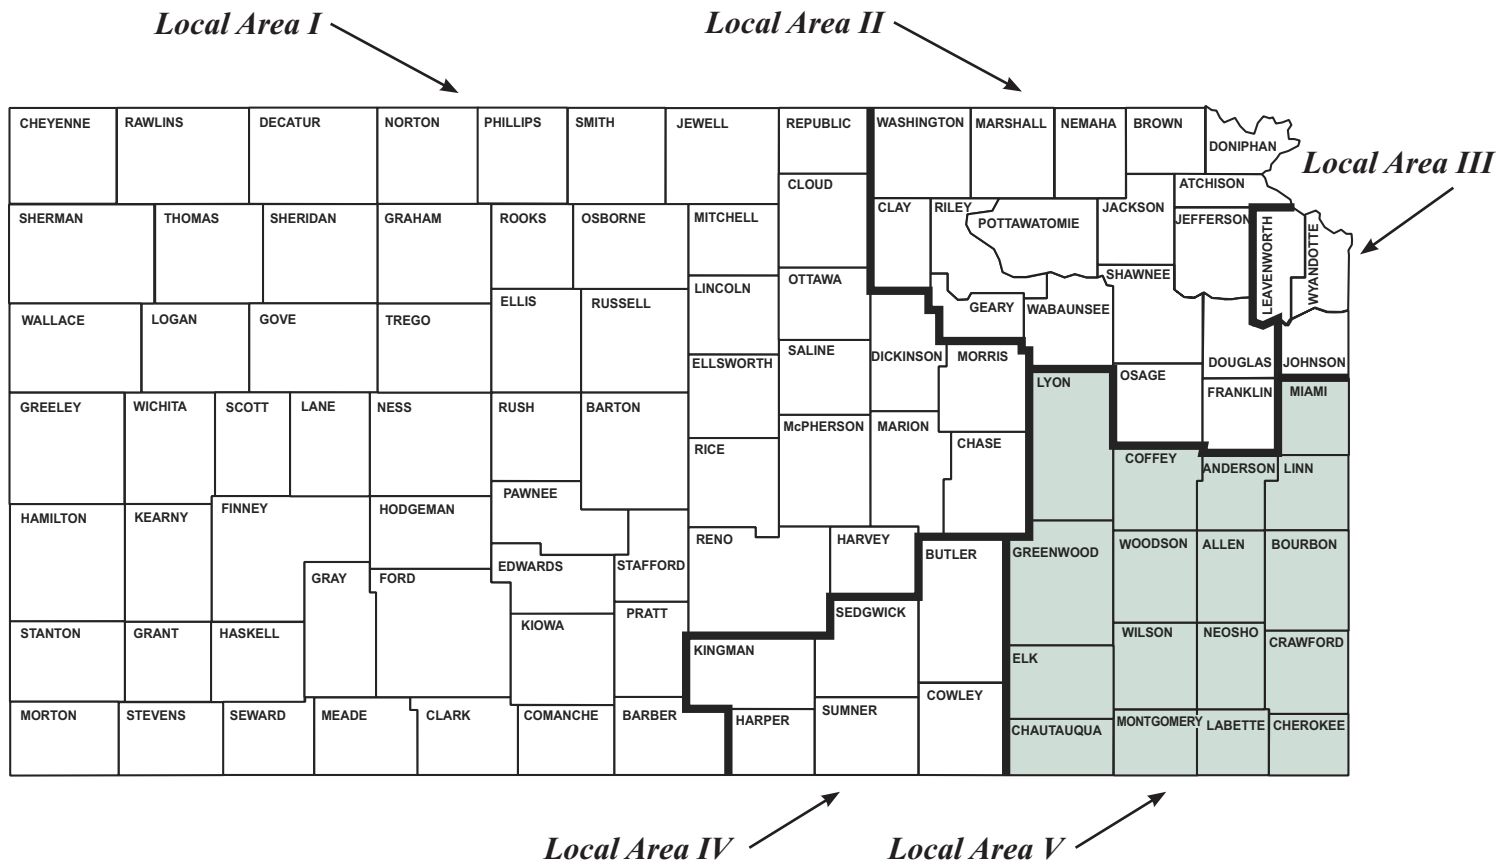 Local Area I
Local Area II
CHEYENNE RAWLINS DECATUR NORTON PHILLIPS SMITH JEWELL REPUBLIC WASHINGTON MARSHALL NEMAHA BROWN
DONIPHAN
Local Area III
CLOUD ATCHISON
SHERMAN THOMAS SHERIDAN GRAHAM ROOKS OSBORNE MITCHELL CLAY RILEY JACKSON
POTTAWATOMIE JEFFERSON
LEAVENWORTH
WYANDOTTE
LINCOLN OTTAWA SHAWNEE
ELLIS RUSSELL
GEARY WABAUNSEE
WALLACE LOGAN GOVE TREGO
SALINE
ELLSWORTH DICKINSON MORRIS DOUGLAS JOHNSON
LYON OSAGE
FRANKLIN MIAMI
GREELEY WICHITA SCOTT LANE NESS RUSH BARTON
McPHERSON MARION
RICE CHASE
COFFEY
ANDERSON LINN
PAWNEE
HAMILTON KEARNY FINNEY HODGEMAN
RENO HARVEY
BUTLER GREENWOOD WOODSON ALLEN BOURBON
GRAY FORD EDWARDS STAFFORD
PRATT SEDGWICK
STANTON GRANT HASKELL KIOWA
WILSON NEOSHO
CRAWFORD
KINGMAN ELK
COWLEY
MORTON STEVENS SEWARD MEADE CLARK COMANCHE BARBER HARPER SUMNER
CHAUTAUQUA MONTGOMERY LABETTE CHEROKEE
Local Area IV
Local Area V